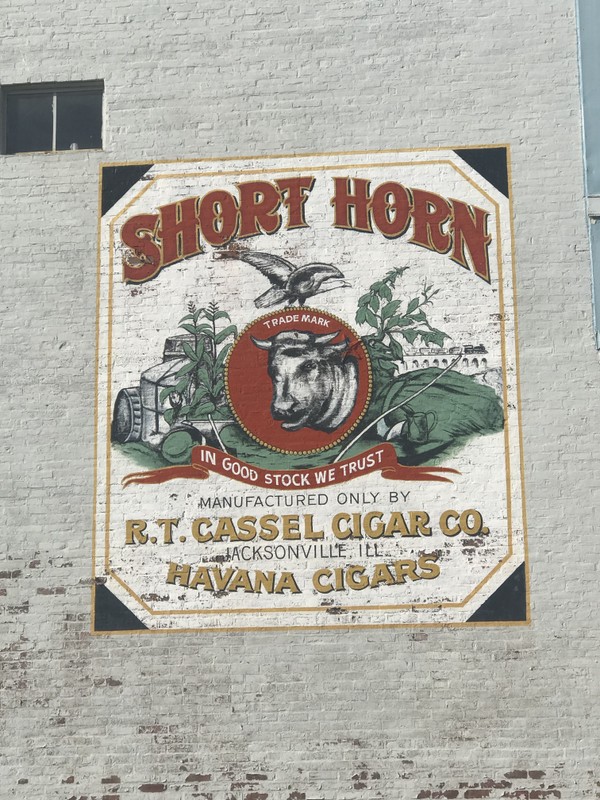 SHORT HORN
TRADE MARK
IN GOOD STOCK WE TRUST
MANUFACTURED ONLY BY
R.T. CASSEL CIGAR CO.
JACKSONVILLE, ILL.
HAVANA CIGARS